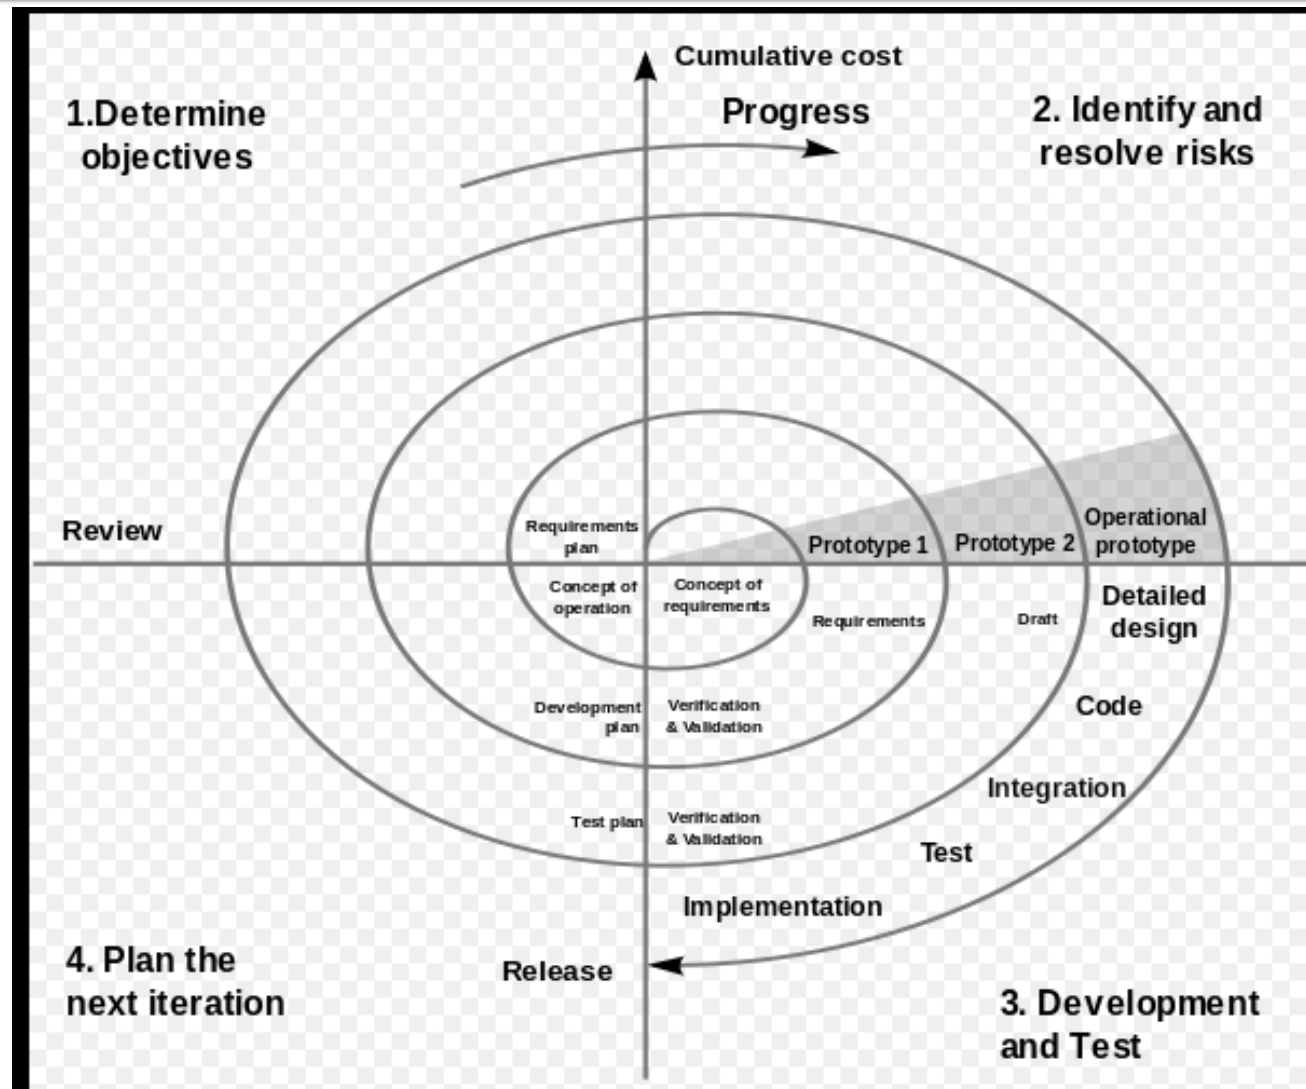 Cumulative cost
Progress
1.Determine
objectives
2. Identify and
resolve risks
Review
Requirements
plan
Concept of
operation
Concept of
requirements
Prototype 1
Prototype 2
Operational
prototype
Requirements
Draft
Detailed
design
Development
plan
Verification
& Validation
Code
Integration
Test plan
Verification
& Validation
Test
Implementation
Release
4. Plan the
next iteration
3. Development
and Test